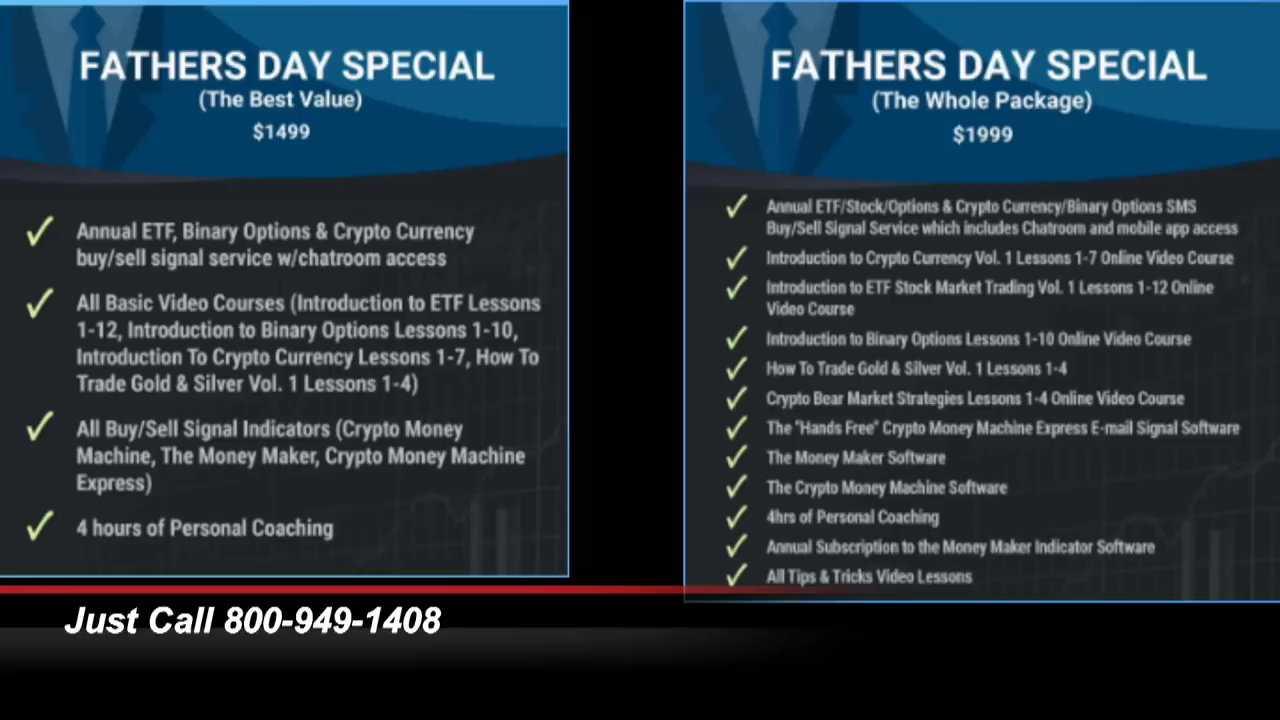 FATHERS DAY SPECIAL
(The Best Value)
$1499
Annual ETF, Binary Options & Crypto Currency
buy/sell signal service w/chatroom access
All Basic Video Courses (Introduction to ETF Lessons
1-12, Introduction to Binary Options Lessons 1-10,
Introduction To Crypto Currency Lessons 1-7, How To
Trade Gold & Silver Vol. 1 Lessons 1-4)
All Buy/Sell Signal Indicators (Crypto Money
Machine, The Money Maker, Crypto Money Machine
Express)
4 hours of Personal Coaching
FATHERS DAY SPECIAL
(The Whole Package)
$1999
Annual ETF/Stock/Options & Crypto Currency/Binary Options SMS
Buy/Sell Signal Service which includes Chatroom and mobile app access
Introduction to Crypto Currency Vol. 1 Lessons 1-7 Online Video Course
Introduction to ETF Stock Market Trading Vol. 1 Lessons 1-12 Online
Video Course
Introduction to Binary Options Lessons 1-10 Online Video Course
How To Trade Gold & Silver Vol. 1 Lessons 1-4
Crypto Bear Market Strategies Lessons 1-4 Online Video Course
The "Hands Free" Crypto Money Machine Express E-mail Signal Software
The Money Maker Software
The Crypto Money Machine Software
4hrs of Personal Coaching
Annual Subscription to the Money Maker Indicator Software
All Tips & Tricks Video Lessons
Just Call 800-949-1408